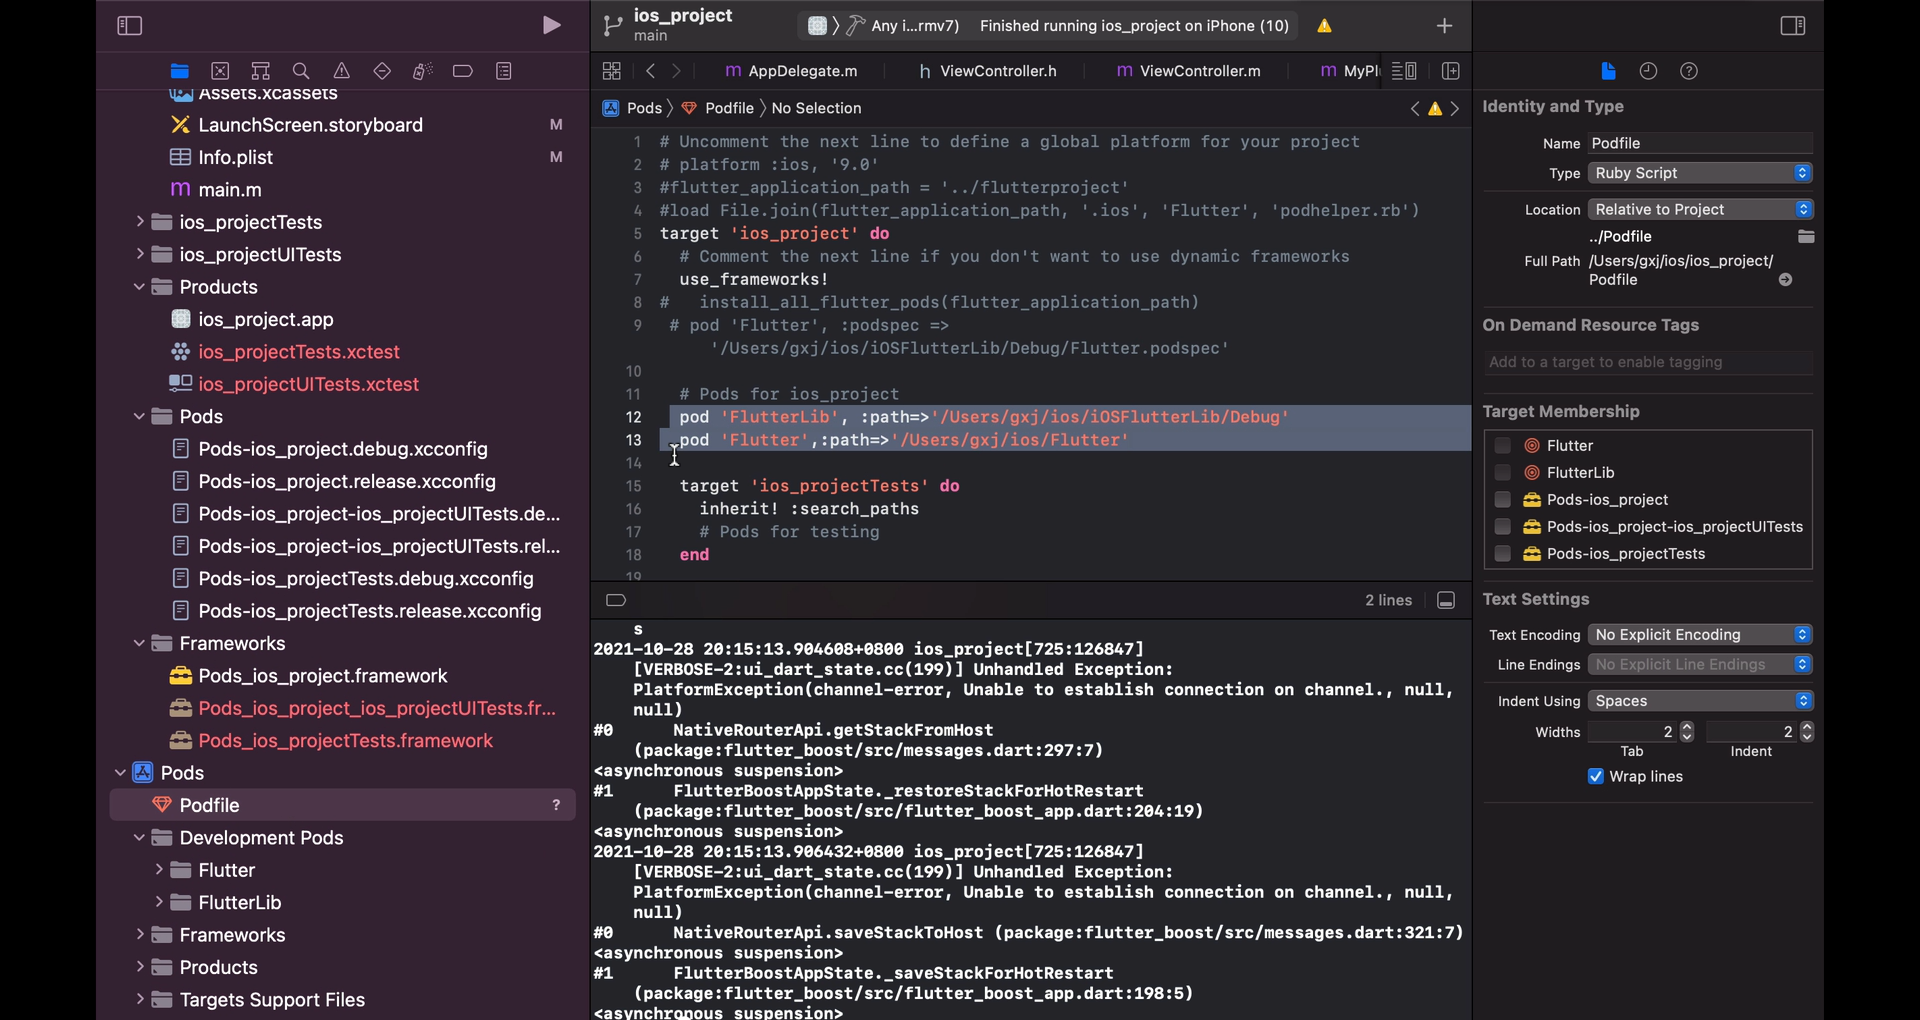 ios_project
main
Any i...rmv7)
Finished running ios_project on iPhone (10)
AppDelegate.m
ViewController.h
ViewController.m
Pods
Podfile
No Selection
Assets.xcassets
LaunchScreen.storyboard
M
Info.plist
M
main.m
ios_projectTests
ios_projectUITests
Products
ios_project.app
ios_projectTests.xctest
ios_projectUITests.xctest
Pods
Pods-ios_project.debug.xcconfig
Pods-ios_project.release.xcconfig
Pods-ios_project-ios_projectUITests.de...
Pods-ios_project-ios_projectUITests.rel...
Pods-ios_projectTests.debug.xcconfig
Pods-ios_projectTests.release.xcconfig
Frameworks
Pods_ios_project.framework
Pods_ios_project_ios_projectUITests.fr...
Pods_ios_projectTests.framework
Pods
Podfile
?
Development Pods
Flutter
FlutterLib
Frameworks
Products
Targets Support Files
1 # Uncomment the next line to define a global platform for your project
2 # platform :ios, '9.0'
3 #flutter_application_path = '../flutterproject'
4 #load File.join(flutter_application_path, '.ios', 'Flutter', 'podhelper.rb')
5 target 'ios_project' do
6 # Comment the next line if you don't want to use dynamic frameworks
7 use_frameworks!
8 # install_all_flutter_pods(flutter_application_path)
9 # pod 'Flutter', :podspec =>
'/Users/gxj/ios/iOSFlutterLib/Debug/Flutter.podspec'
10
11 # Pods for ios_project
12 pod 'FlutterLib', :path=>'/Users/gxj/ios/iOSFlutterLib/Debug'
13 pod 'Flutter',:path=>'/Users/gxj/ios/Flutter'
14
15 target 'ios_projectTests' do
16 inherit! :search_paths
17 # Pods for testing
18 end
19
2 lines
s
2021-10-28 20:15:13.904608+0800 ios_project[725:126847]
[VERBOSE-2:ui_dart_state.cc(199)] Unhandled Exception:
PlatformException(channel-error, Unable to establish connection on channel., null,
null)
#0 NativeRouterApi.getStackFromHost
(package:flutter_boost/src/messages.dart:297:7)
<asynchronous suspension>
#1 FlutterBoostAppState._restoreStackForHotRestart
(package:flutter_boost/src/flutter_boost_app.dart:204:19)
<asynchronous suspension>
2021-10-28 20:15:13.906432+0800 ios_project[725:126847]
[VERBOSE-2:ui_dart_state.cc(199)] Unhandled Exception:
PlatformException(channel-error, Unable to establish connection on channel., null,
null)
#0 NativeRouterApi.saveStackToHost (package:flutter_boost/src/messages.dart:321:7)
<asynchronous suspension>
#1 FlutterBoostAppState._saveStackForHotRestart
(package:flutter_boost/src/flutter_boost_app.dart:198:5)
<asynchronous suspension>
Identity and Type
Name Podfile
Type Ruby Script
Location Relative to Project
../Podfile
Full Path /Users/gxj/ios/ios_project/
Podfile
On Demand Resource Tags
Add to a target to enable tagging
Target Membership
Flutter
FlutterLib
Pods-ios_project
Pods-ios_project-ios_projectUITests
Pods-ios_projectTests
Text Settings
Text Encoding No Explicit Encoding
Line Endings No Explicit Line Endings
Indent Using Spaces
Widths 2 2
Tab Indent
Wrap lines